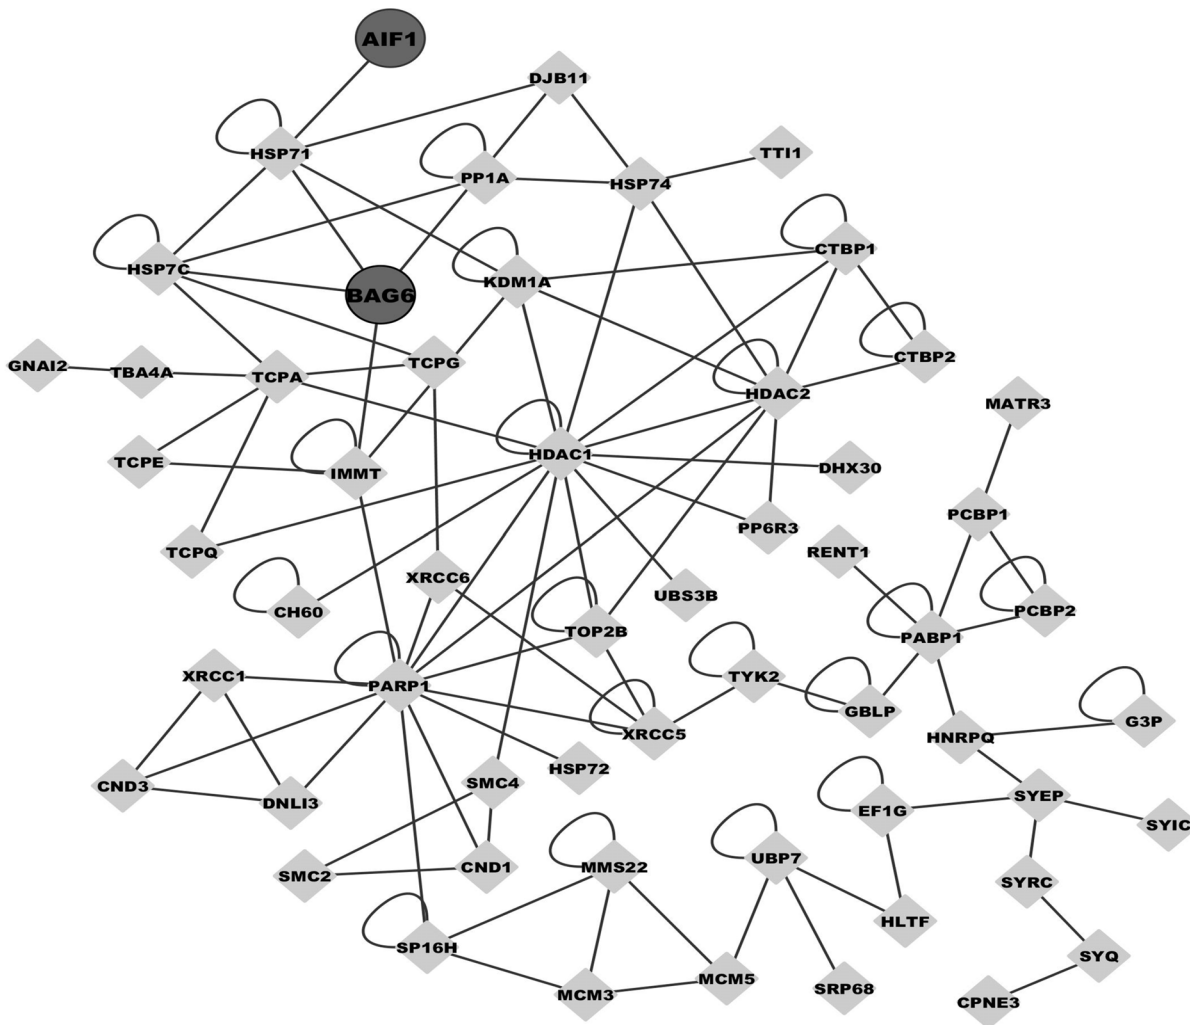 AIF1
DJB11
HSP71
TTI1
PP1A
HSP74
CTBP1
HSP7C
KDM1A
BAG6
CTBP2
GNAI2
TBA4A
TCPA
TCPG
HDAC2
MATR3
TCPE
IMMT
HDAC1
DHX30
PCBP1
PP6R3
TCPQ
RENT1
XRCC6
UBS3B
CH60
PCBP2
TOP2B
PABP1
XRCC1
PARP1
TYK2
GBLP
G3P
XRCC5
HNRPQ
HSP72
CND3
SMC4
DNLI3
SYEP
EF1G
SYIC
UBP7
MMS22
CND1
SMC2
SYRC
HLTF
SP16H
SYQ
MCM5
SRP68
MCM3
CPNE3